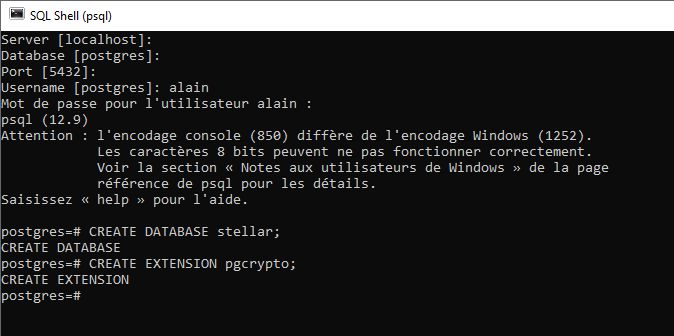 SQL Shell (psql)
Server [localhost]:
Database [postgres]:
Port [5432]:
Username [postgres]: alain
Mot de passe pour l'utilisateur alain :
psql (12.9)
Attention : l'encodage console (850) diffère de l'encodage Windows (1252).
Les caractères 8 bits peuvent ne pas fonctionner correctement.
Voir la section « Notes aux utilisateurs de Windows » de la page
référence de psql pour les détails.
Saisissez « help » pour l'aide.
postgres=# CREATE DATABASE stellar;
CREATE DATABASE
postgres=# CREATE EXTENSION pgcrypto;
CREATE EXTENSION
postgres=#